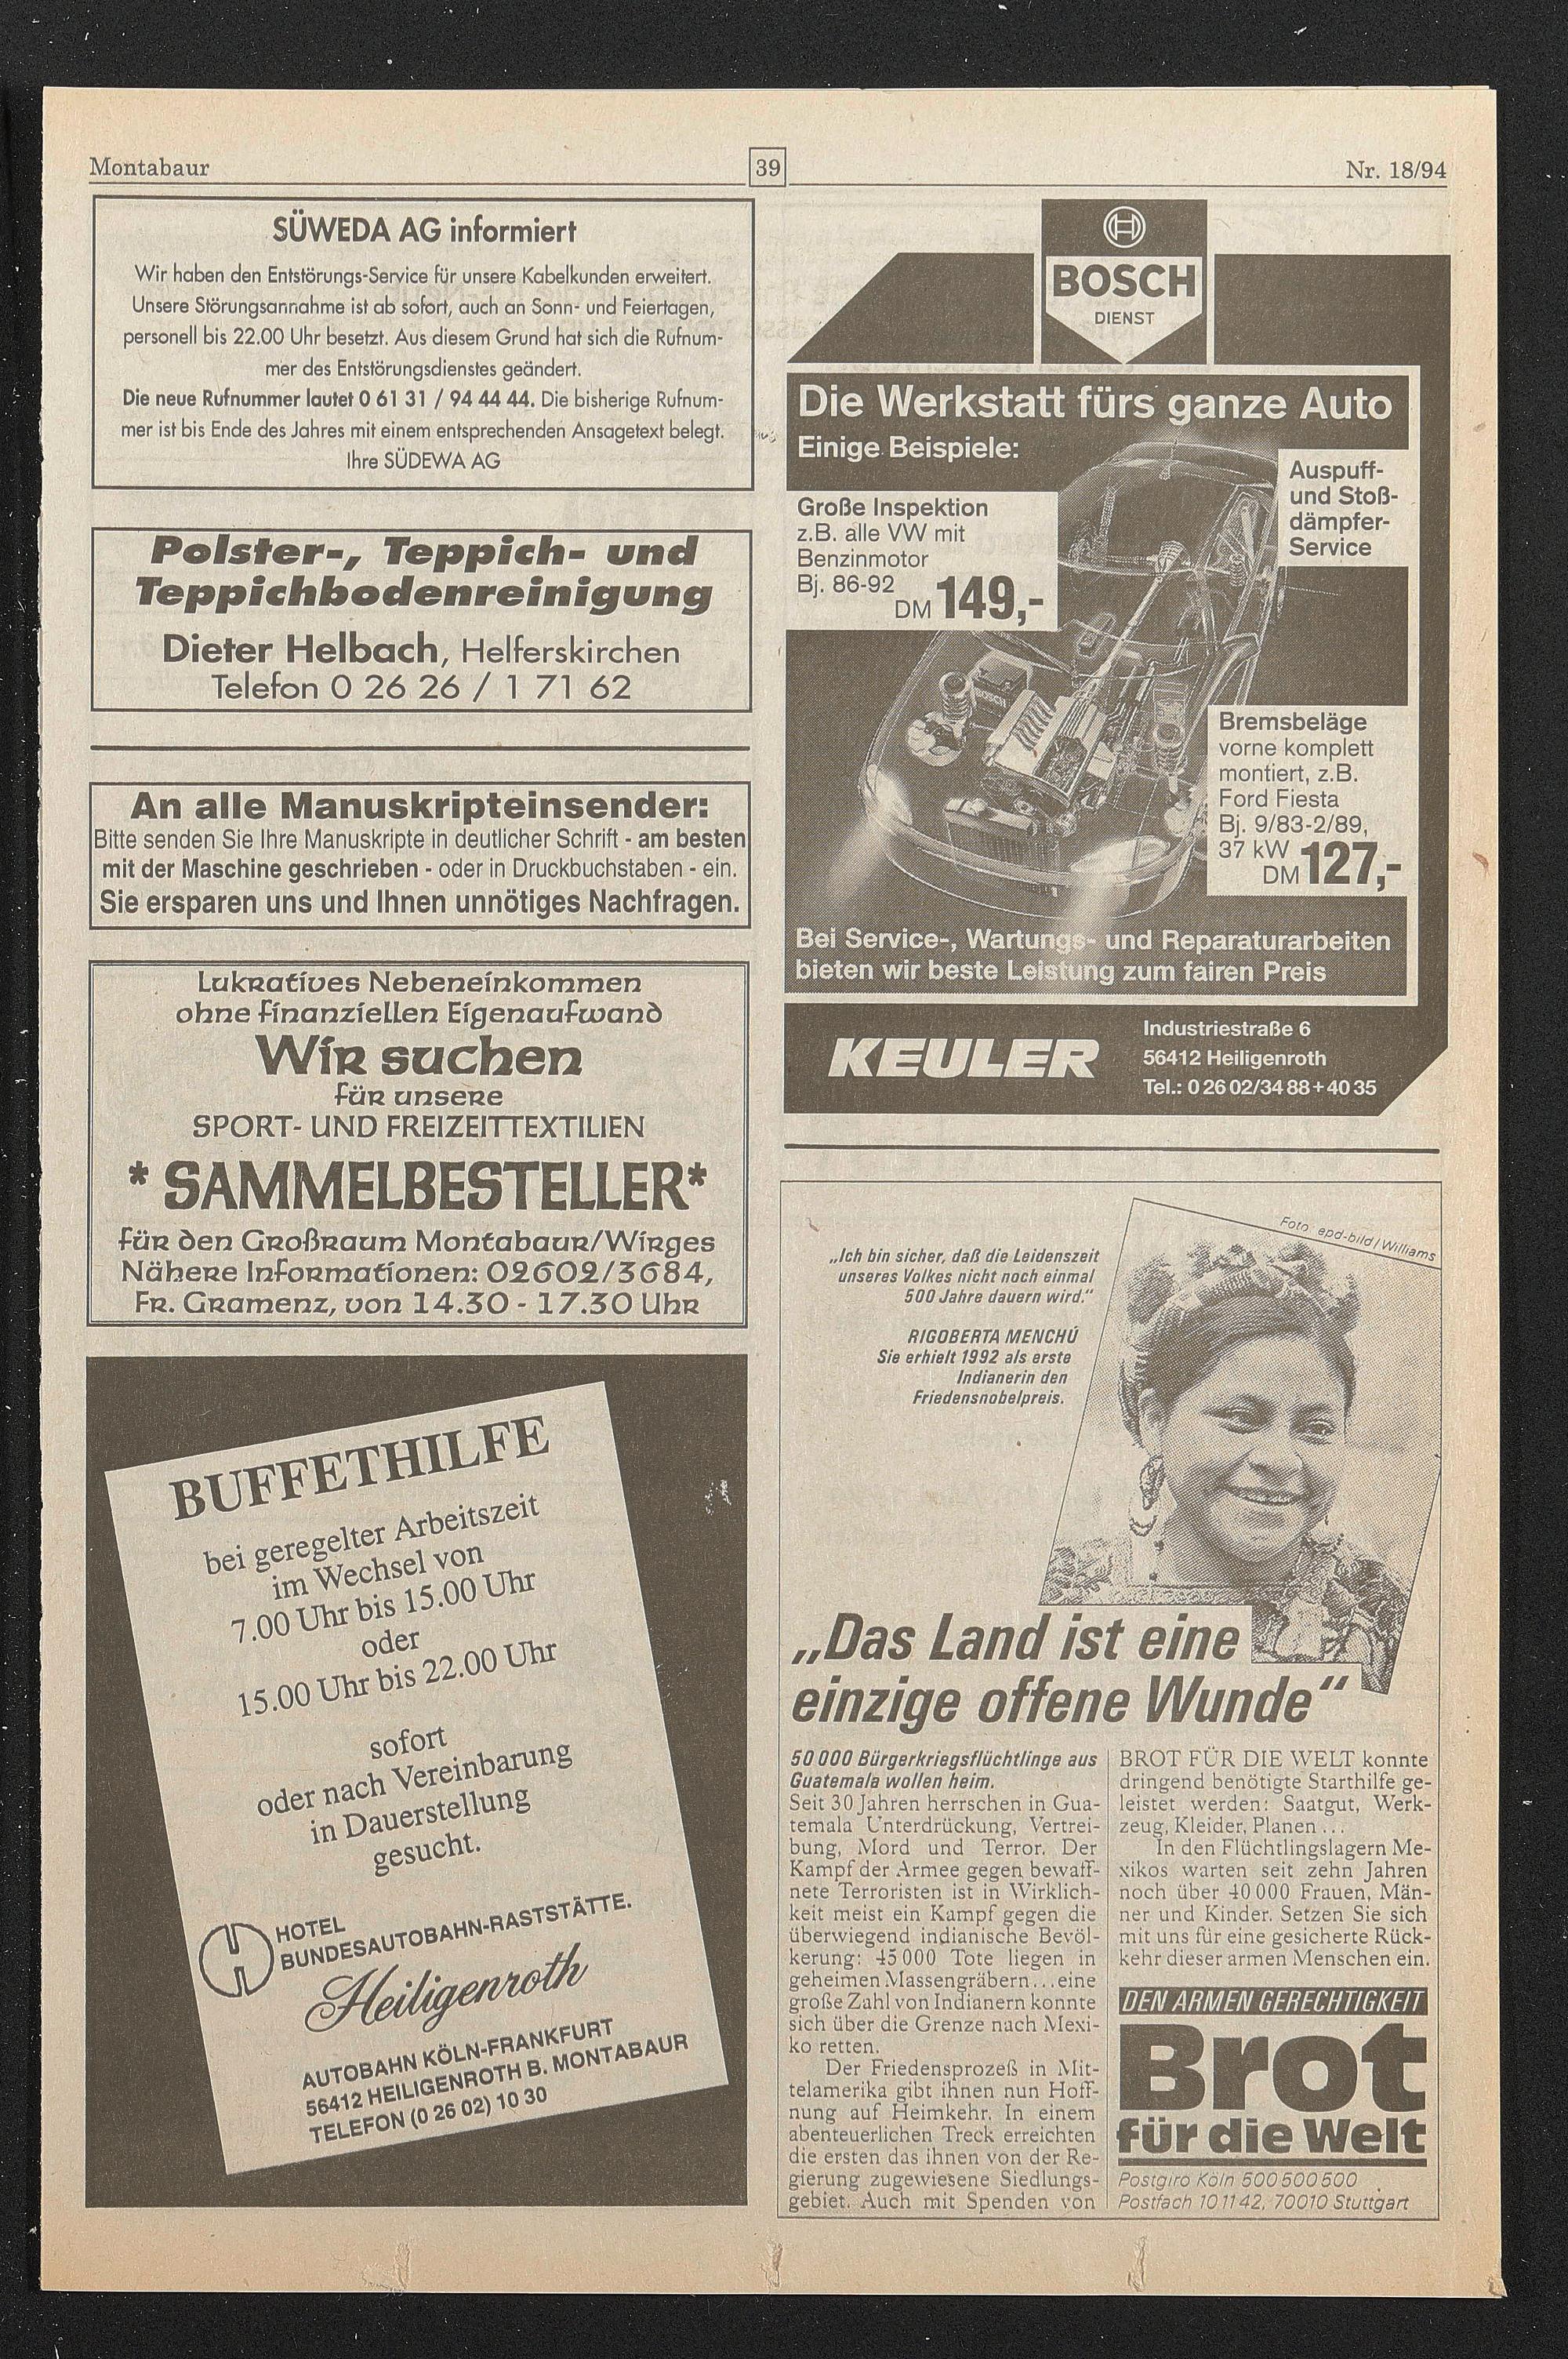 Montabaur
39
Nr. 18/94
SÜWEDA AG informiert
Wir haben den Entstörungs-Service für unsere Kabelkunden erweitert.
Unsere Störungsannahme ist ab sofort, auch an Sonn- und Feiertagen,
personell bis 22.00 Uhr besetzt. Aus diesem Grund hat sich die Rufnum-
mer des Entstörungsdienstes geändert.
Die neue Rufnummer lautet 0 61 31 / 94 44 44. Die bisherige Rufnum-
mer ist bis Ende des Jahres mit einem entsprechenden Ansagetext belegt.
Ihre SÜDEWA AG
Polster-, Teppich- und
Teppichbodenreinigung
Dieter Helbach, Helferskirchen
Telefon 0 26 26 / 1 71 62
An alle Manuskripteinsender:
Bitte senden Sie Ihre Manuskripte in deutlicher Schrift - am besten
mit der Maschine geschrieben - oder in Druckbuchstaben - ein.
Sie ersparen uns und Ihnen unnötiges Nachfragen.
Lukratives Nebeneinkommen
ohne finanziellen Eigenaufwand
Wir suchen
für unsere
SPORT- UND FREIZEITTEXTILIEN
* SAMMELBESTELLER*
für den Großraum Montabaur/Wirges
Nähere Informationen: 02602/3684,
Fr. Gramenz, von 14.30 - 17.30 Uhr
BUFFETHILFE
bei geregelter Arbeitszeit
im Wechsel von
7.00 Uhr bis 15.00 Uhr
oder
15.00 Uhr bis 22.00 Uhr
sofort
oder nach Vereinbarung
in Dauerstellung
gesucht.
HOTEL
BUNDESAUTOBAHN-RASTSTÄTTE.
Heiligenroth
AUTOBAHN KÖLN-FRANKFURT
56412 HEILIGENROTH B. MONTABAUR
TELEFON (0 26 02) 10 30
BOSCH
DIENST
Die Werkstatt fürs ganze Auto
Einige Beispiele:
Große Inspektion
z.B. alle VW mit
Benzinmotor
Bj. 86-92
DM 149,-
Auspuff-
und Stoß-
dämpfer-
Service
Bremsbeläge
vorne komplett
montiert, z.B.
Ford Fiesta
Bj. 9/83-2/89,
37 kW
DM 127,-
Bei Service-, Wartungs- und Reparaturarbeiten
bieten wir beste Leistung zum fairen Preis
KEULER
Industriestraße 6
56412 Heiligenroth
Tel.: 0 26 02/34 88 + 40 35
Foto: epd-bild / Williams
„Ich bin sicher, daß die Leidenszeit
unseres Volkes nicht noch einmal
500 Jahre dauern wird."
RIGOBERTA MENCHÚ
Sie erhielt 1992 als erste
Indianerin den
Friedensnobelpreis.
„Das Land ist eine
einzige offene Wunde“
50 000 Bürgerkriegsflüchtlinge aus
Guatemala wollen heim.
Seit 30 Jahren herrschen in Gua-
temala Unterdrückung, Vertrei-
bung, Mord und Terror. Der
Kampf der Armee gegen bewaff-
nete Terroristen ist in Wirklich-
keit meist ein Kampf gegen die
überwiegend indianische Bevöl-
kerung: 45 000 Tote liegen in
geheimen Massengräbern . . . eine
große Zahl von Indianern konnte
sich über die Grenze nach Mexi-
ko retten.
Der Friedensprozeß in Mit-
telamerika gibt ihnen nun Hoff-
nung auf Heimkehr. In einem
abenteuerlichen Treck erreichten
die ersten das ihnen von der Re-
gierung zugewiesene Siedlungs-
gebiet. Auch mit Spenden von
BROT FÜR DIE WELT konnte
dringend benötigte Starthilfe ge-
leistet werden: Saatgut, Werk-
zeug, Kleider, Planen . . .
In den Flüchtlingslagern Me-
xikos warten seit zehn Jahren
noch über 40 000 Frauen, Män-
ner und Kinder. Setzen Sie sich
mit uns für eine gesicherte Rück-
kehr dieser armen Menschen ein.
DEN ARMEN GERECHTIGKEIT
Brot
für die Welt
Postgiro Köln 500 500 500
Postfach 10 11 42, 70010 Stuttgart